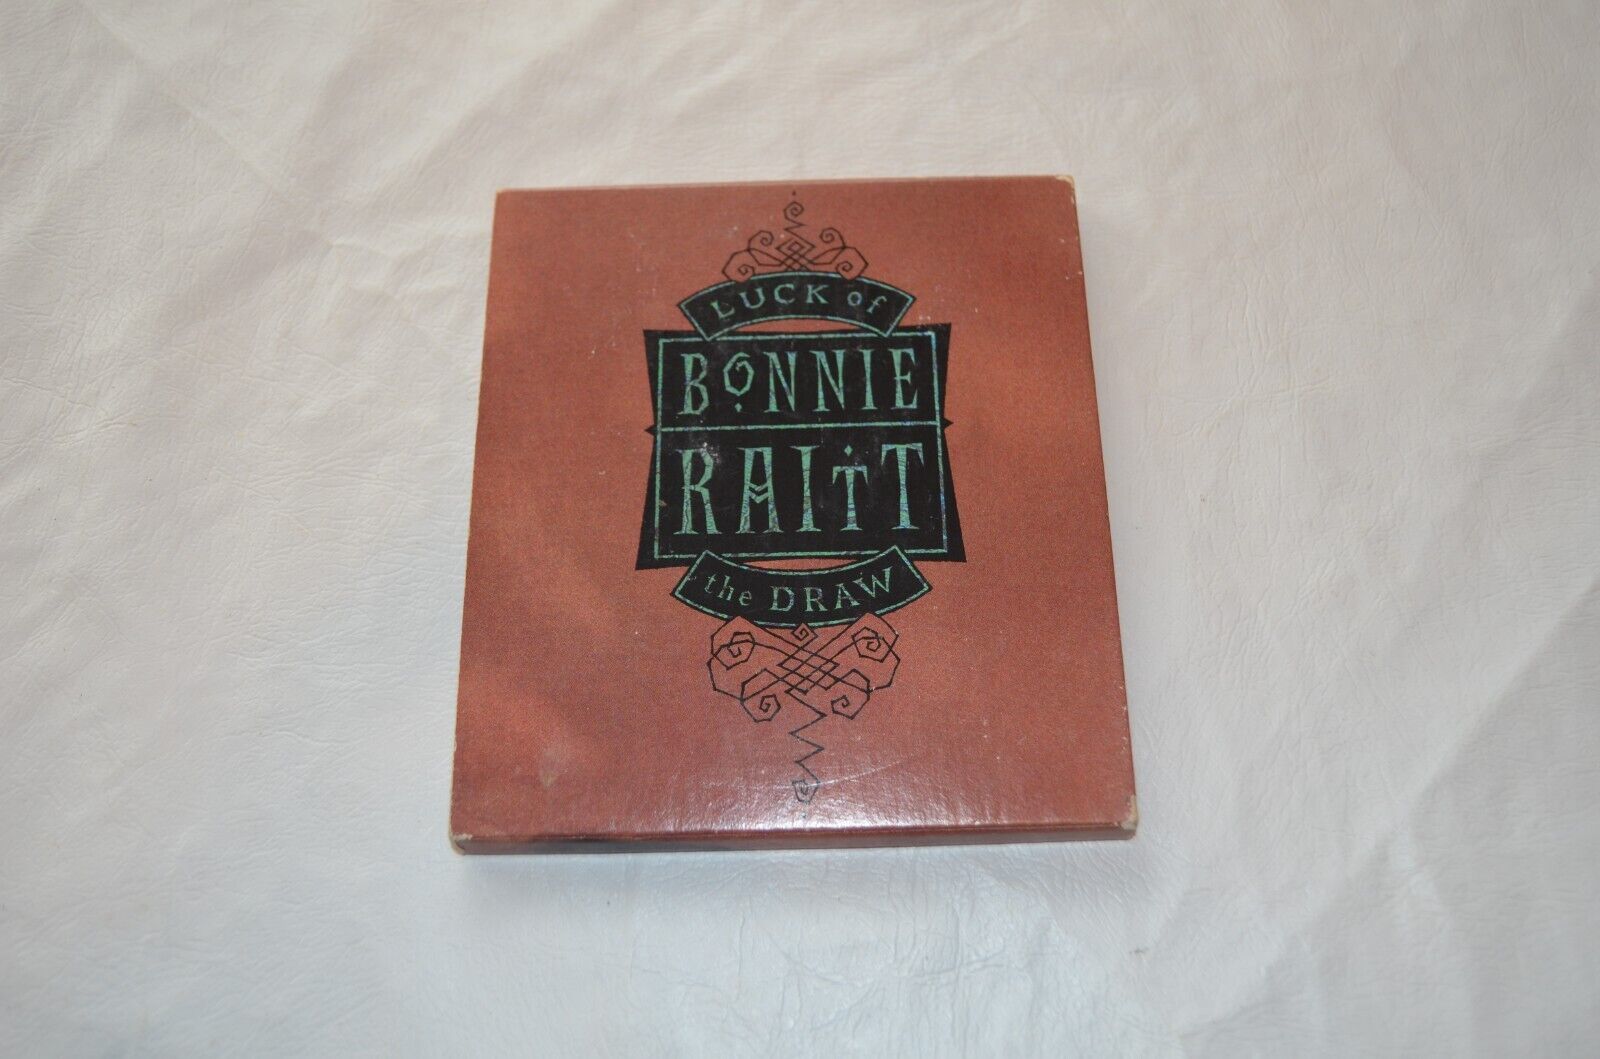 LUCK of
BONNIE
RAITT
the DRAW